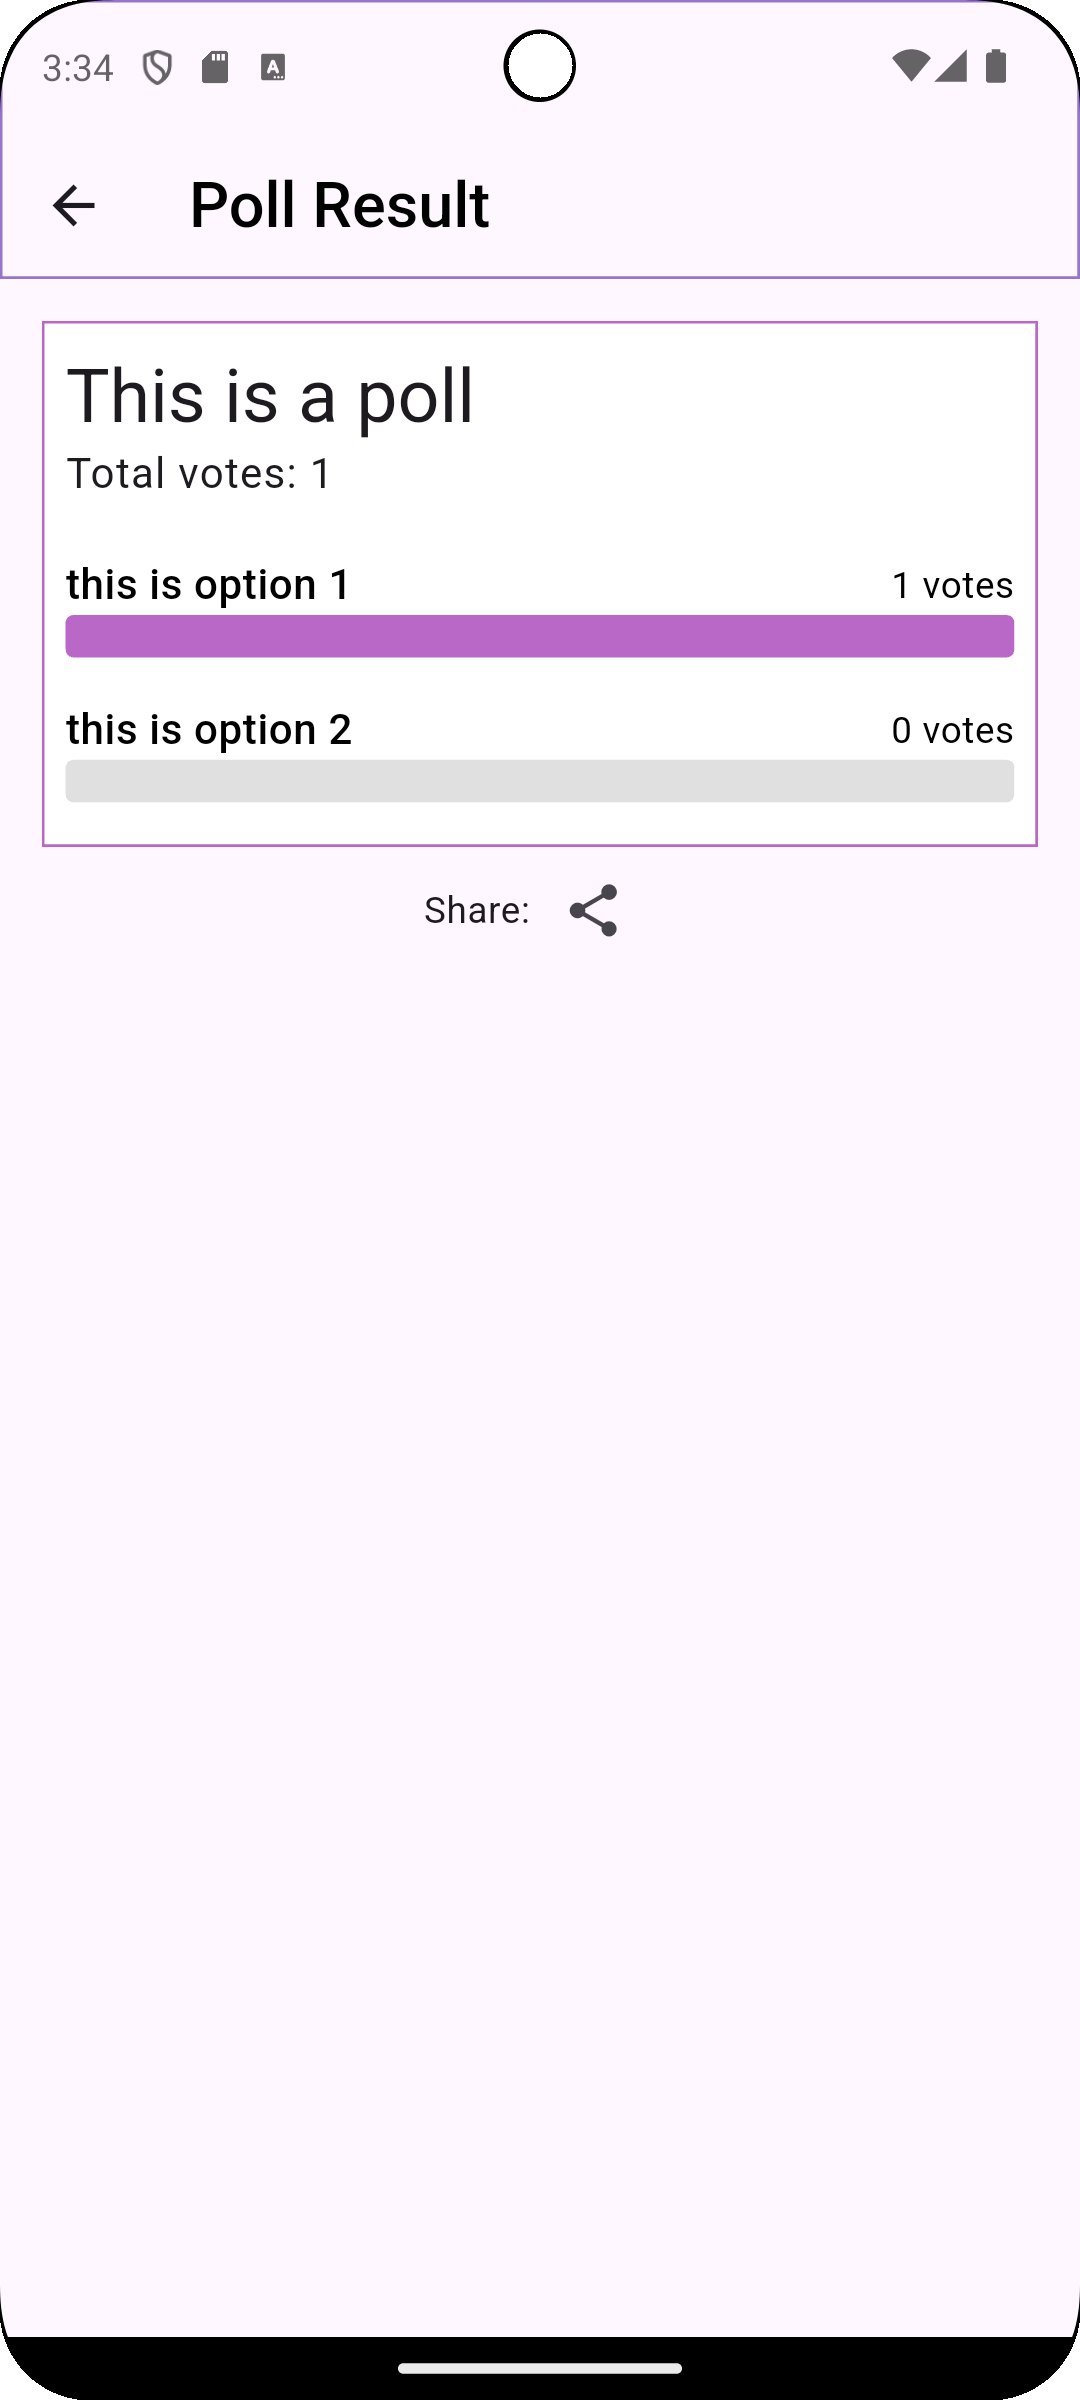 3:34
Poll Result
This is a poll
Total votes: 1
this is option 1 1 votes
this is option 2 0 votes
Share: